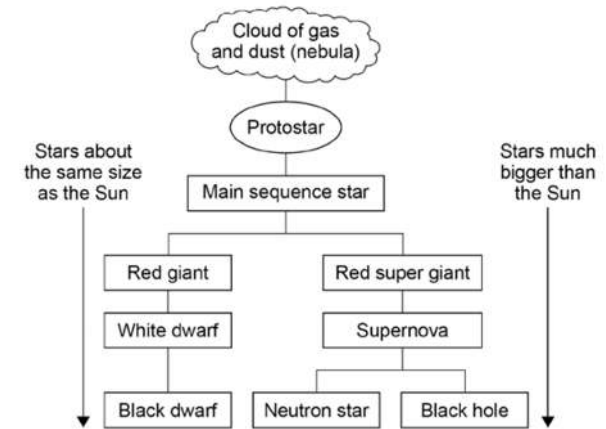 Cloud of gas
and dust (nebula)
Protostar
Stars about
the same size
as the Sun
Stars much
bigger than
the Sun
Main sequence star
Red giant
Red super giant
White dwarf
Supernova
Black dwarf
Neutron star
Black hole